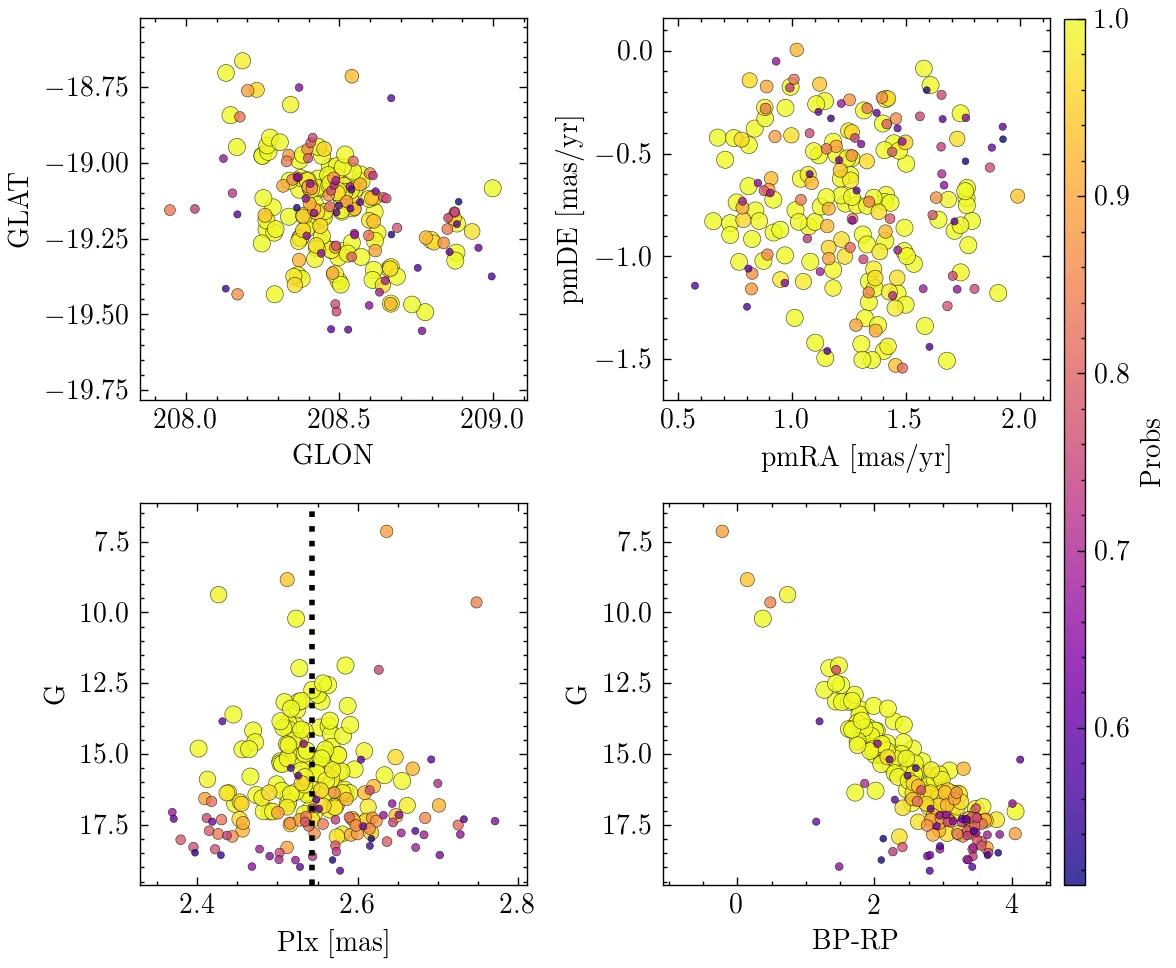 −18.75
−19.00
−19.25
−19.50
−19.75
GLAT
208.0 208.5 209.0
GLON
0.0
−0.5
−1.0
−1.5
pmDE [mas/yr]
0.5 1.0 1.5 2.0
pmRA [mas/yr]
1.0
0.9
0.8
0.7
0.6
Probs
7.5
10.0
12.5
15.0
17.5
G
2.4 2.6 2.8
Plx [mas]
7.5
10.0
12.5
15.0
17.5
G
0 2 4
BP-RP